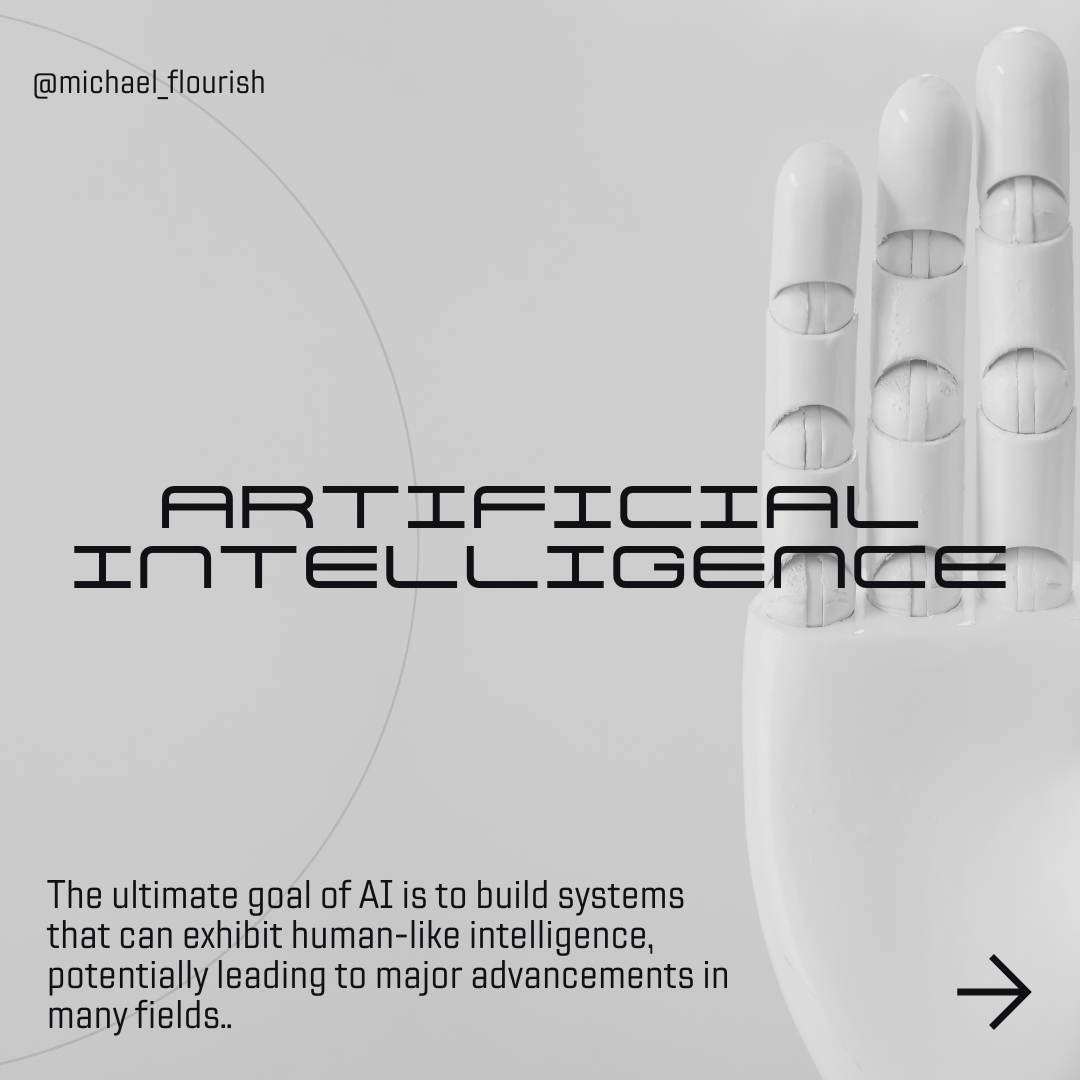 @michael_flourish
ARTIFICIAL
INTELLIGENCE
The ultimate goal of AI is to build systems
that can exhibit human-like intelligence,
potentially leading to major advancements in
many fields..